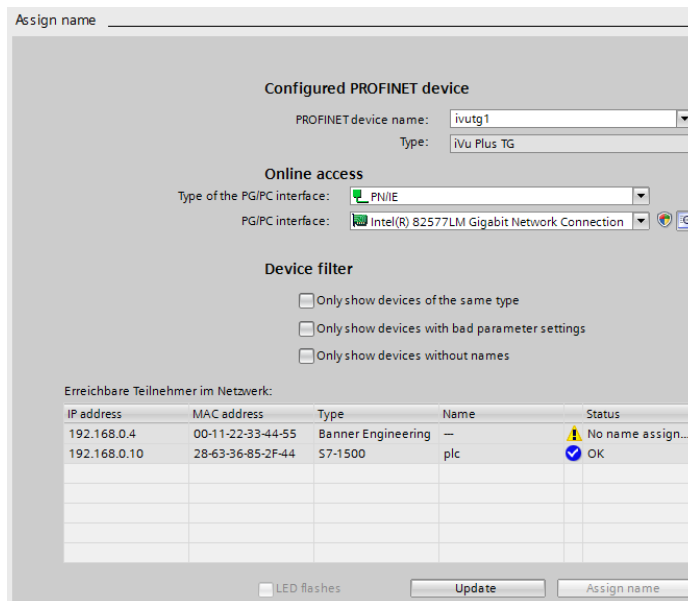 Assign name
Configured PROFINET device
PROFINET device name: ivutg1
Type: iVu Plus TG
Online access
Type of the PG/PC interface: PN/IE
PG/PC interface: Intel(R) 82577LM Gigabit Network Connection
Device filter
Only show devices of the same type
Only show devices with bad parameter settings
Only show devices without names
Erreichbare Teilnehmer im Netzwerk:
IP address MAC address Type Name Status
192.168.0.4 00-11-22-33-44-55 Banner Engineering — No name assign...
192.168.0.10 28-63-36-85-2F-44 S7-1500 plc OK
LED flashes Update Assign name